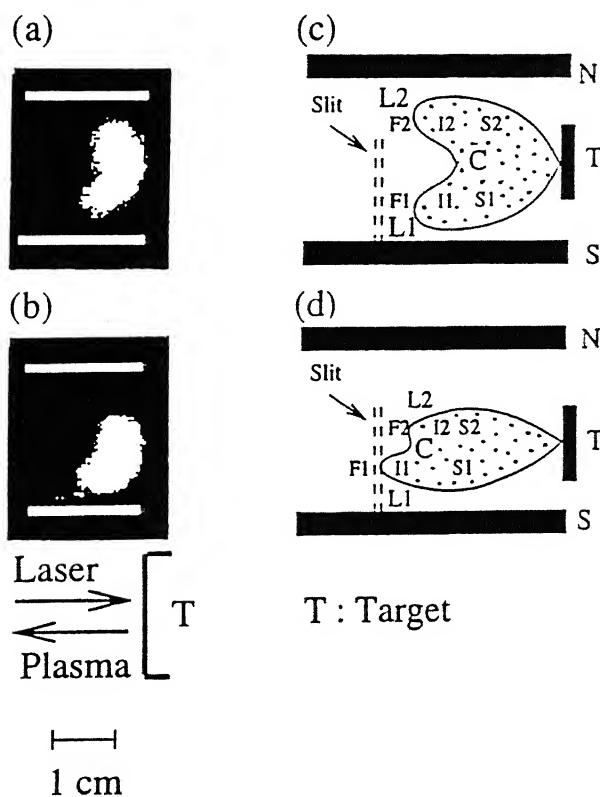 (a)
(c)
N
Slit
L2
F2 I2 S2
C
T
F1 I1. S1
L1
S
(b)
(d)
N
Slit
L2
F2 I2 S2
C
T
F1 I1 S1
L1
S
Laser
T
Plasma
T : Target
1 cm